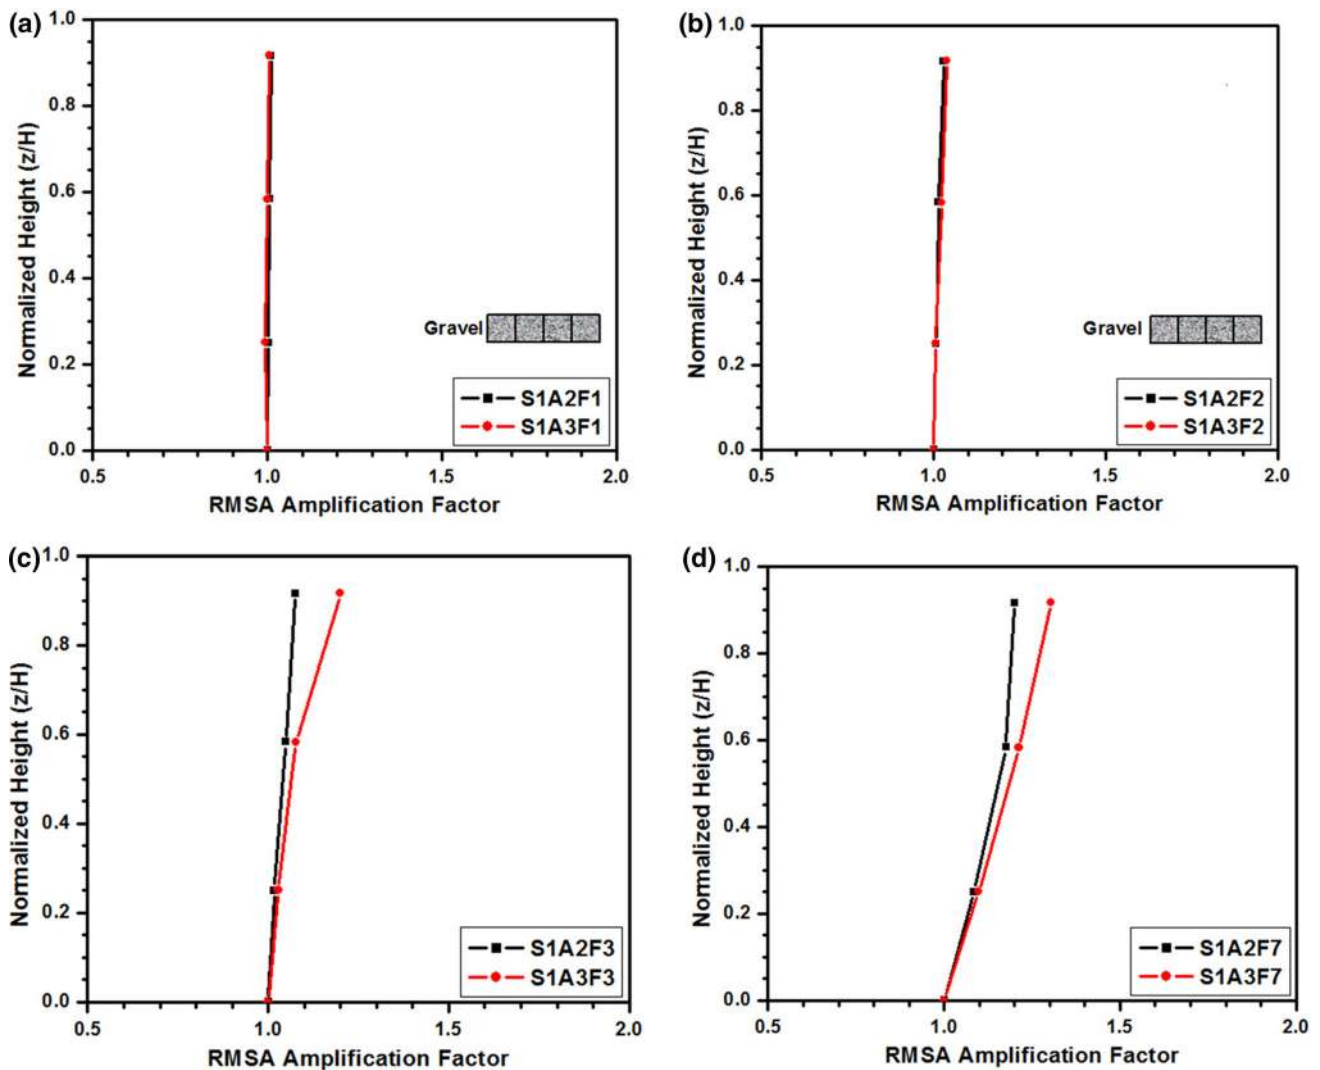 (a)
1.0
0.8
0.6
0.4
0.2
0.0
Normalized Height (z/H)
Gravel
S1A2F1
S1A3F1
0.5 1.0 1.5 2.0
RMSA Amplification Factor
(b)
1.0
0.8
0.6
0.4
0.2
0.0
Normalized Height (z/H)
Gravel
S1A2F2
S1A3F2
0.5 1.0 1.5 2.0
RMSA Amplification Factor
(c)
1.0
0.8
0.6
0.4
0.2
0.0
Normalized Height (z/H)
S1A2F3
S1A3F3
0.5 1.0 1.5 2.0
RMSA Amplification Factor
(d)
1.0
0.8
0.6
0.4
0.2
0.0
Normalized Height (z/H)
S1A2F7
S1A3F7
0.5 1.0 1.5 2.0
RMSA Amplification Factor